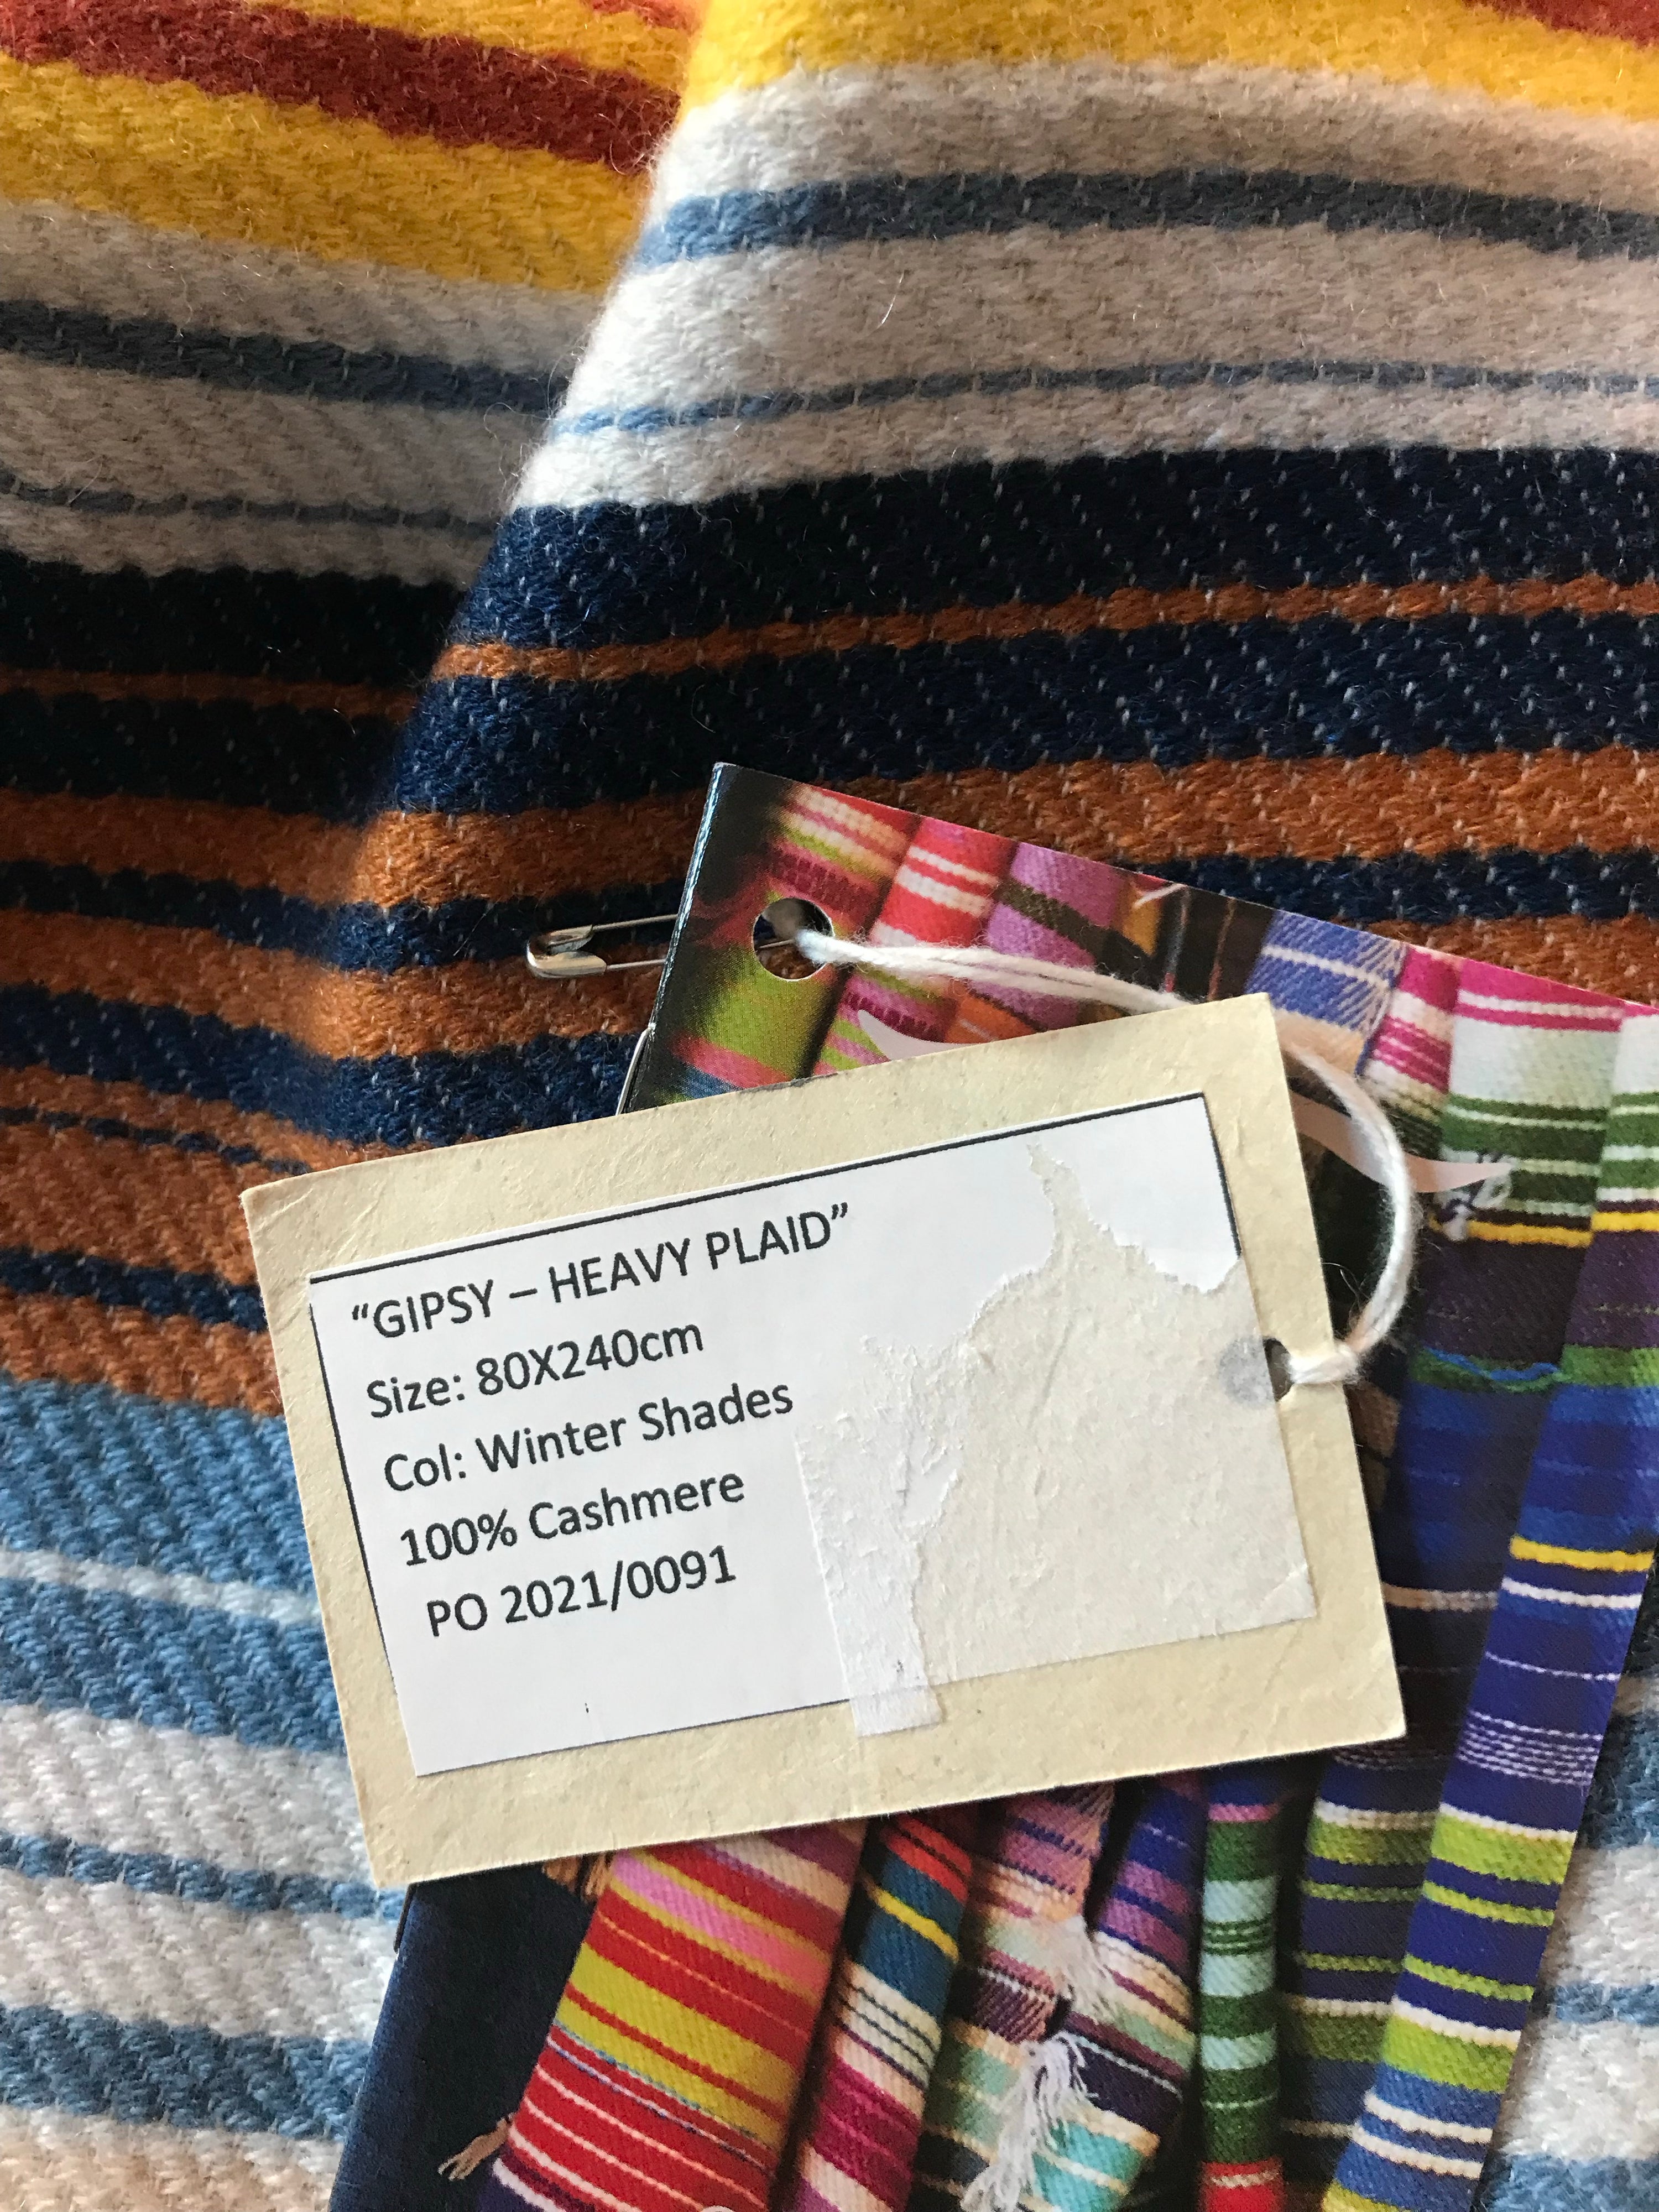 “GIPSY – HEAVY PLAID”
Size: 80X240cm
Col: Winter Shades
100% Cashmere
PO 2021/0091